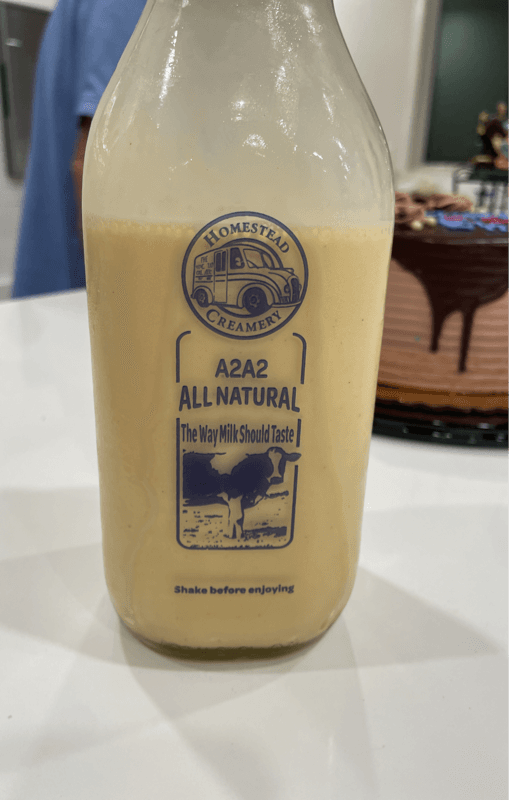 HOMESTEAD
CREAMERY
A2A2
ALL NATURAL
The Way Milk Should Taste
Shake before enjoying